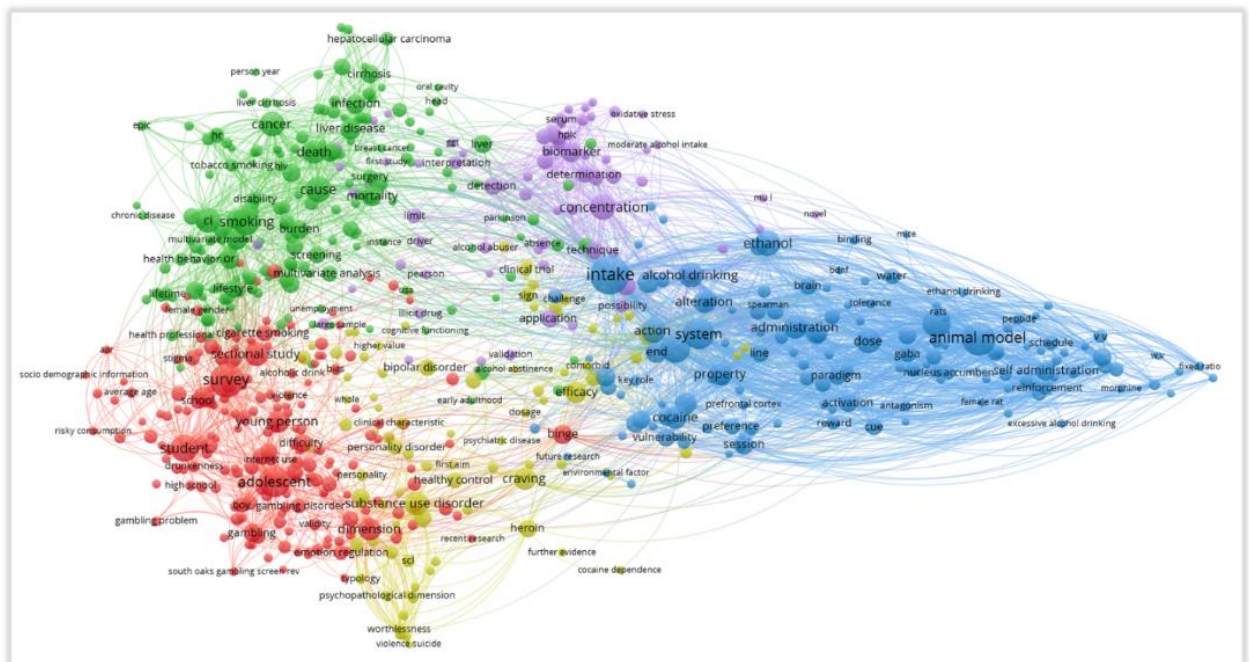 hepatocellular carcinoma
person year
cirrhosis
oral cavity
liver cirrhosis
infection
head
serum
oxidative stress
epic
hr
cancer
liver disease
hplc
death
breast cancer
liver
biomarker
moderate alcohol intake
tobacco smoking
hiv
first study
interpretation
surgery
determination
cause
mortality
detection
disability
mu l
chronic disease
ci
smoking
limit
parkinson
concentration
novel
burden
multivariate model
instance
driver
alcohol abuser
absence
technique
ethanol
binding
mice
health behavior
or
screening
multivariate analysis
pearson
clinical trial
intake
alcohol drinking
bdnf
water
brain
lifetime
lifestyle
usa
sign
challenge
possibility
alteration
spearman
tolerance
ethanol drinking
female gender
unemployment
illicit drug
rats
large sample
application
peptide
health professional
cigarette smoking
cognitive functioning
action
system
administration
animal model
schedule
v v
aor
higher value
sectional study
stigma
validation
end
line
dose
gaba
w v
socio demographic information
alcoholic drink
bias
bipolar disorder
alcohol abstinence
comorbid
key role
property
paradigm
nucleus accumben
self administration
fixed ratio
survey
average age
school
violence
whole
early adulthood
efficacy
reinforcement
morphine
prefrontal cortex
activation
antagonism
female rat
risky consumption
young person
clinical characteristic
dosage
cocaine
preference
reward
cue
excessive alcohol drinking
student
difficulty
personality disorder
psychiatric disease
binge
vulnerability
session
drunkenness
internet use
first aim
future research
high school
adolescent
personality
healthy control
craving
environmental factor
boy
gambling disorder
substance use disorder
gambling problem
gambling
validity
dimension
heroin
recent research
emotion regulation
scl
further evidence
south oaks gambling screen rev
typology
cocaine dependence
psychopathological dimension
worthlessness
violence suicide